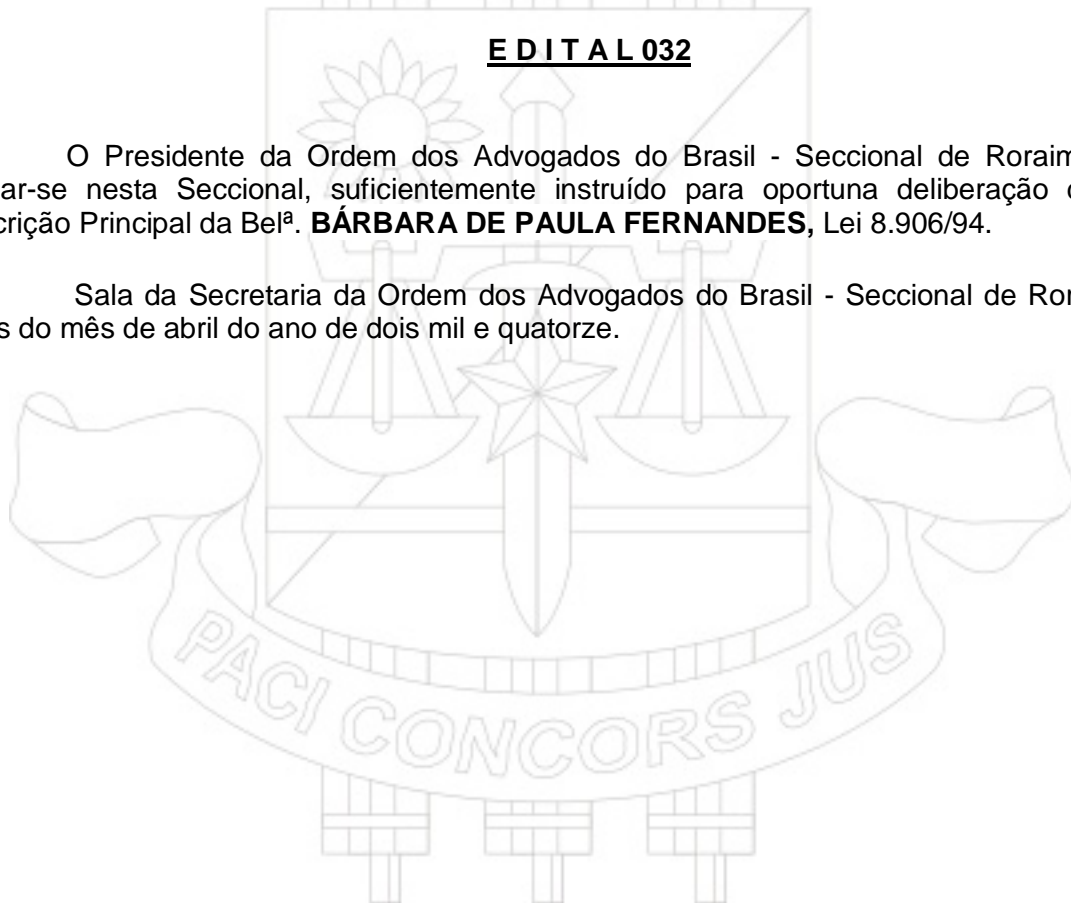 E D I T A L 032
O Presidente da Ordem dos Advogados do Brasil - Seccional de Roraim
ar-se nesta Seccional, suficientemente instruído para oportuna deliberação
crição Principal da Belª. BÁRBARA DE PAULA FERNANDES, Lei 8.906/94.
Sala da Secretaria da Ordem dos Advogados do Brasil - Seccional de Ror
s do mês de abril do ano de dois mil e quatorze.
PACI CONCORS JUS